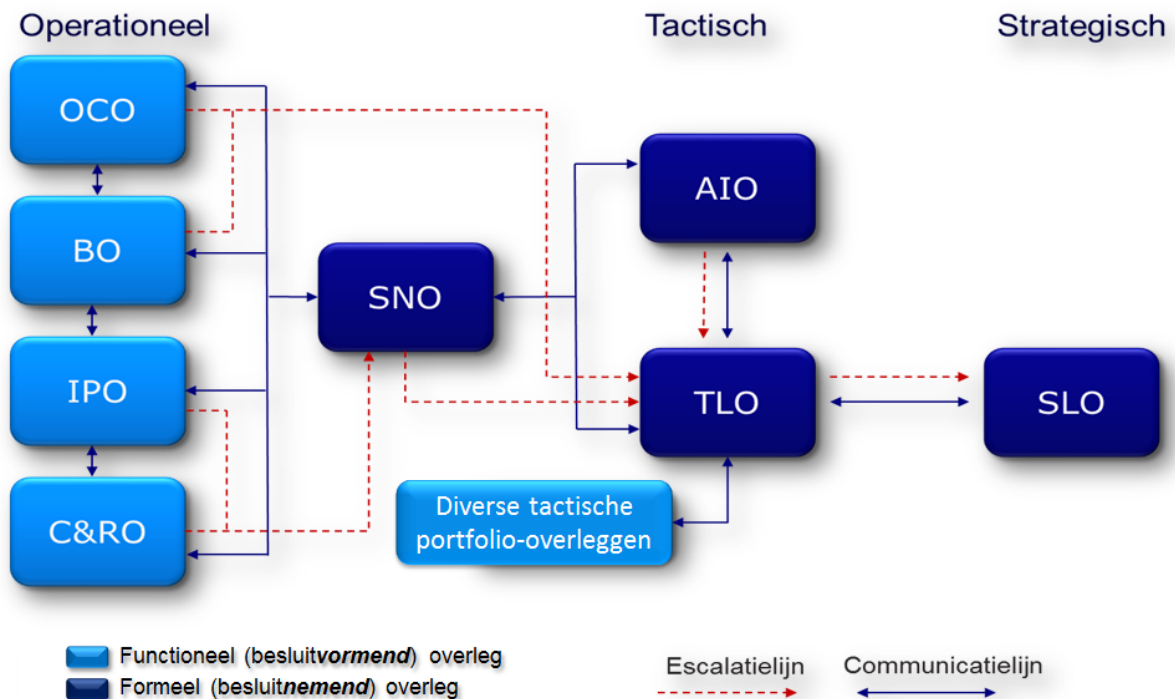 Operationeel
Tactisch
Strategisch
OCO
BO
IPO
C&RO
SNO
AIO
TLO
SLO
Diverse tactische
portfolio-overleggen
Functioneel (besluitvormend) overleg
Formeel (besluitnemend) overleg
Escalatielijn
Communicatielijn